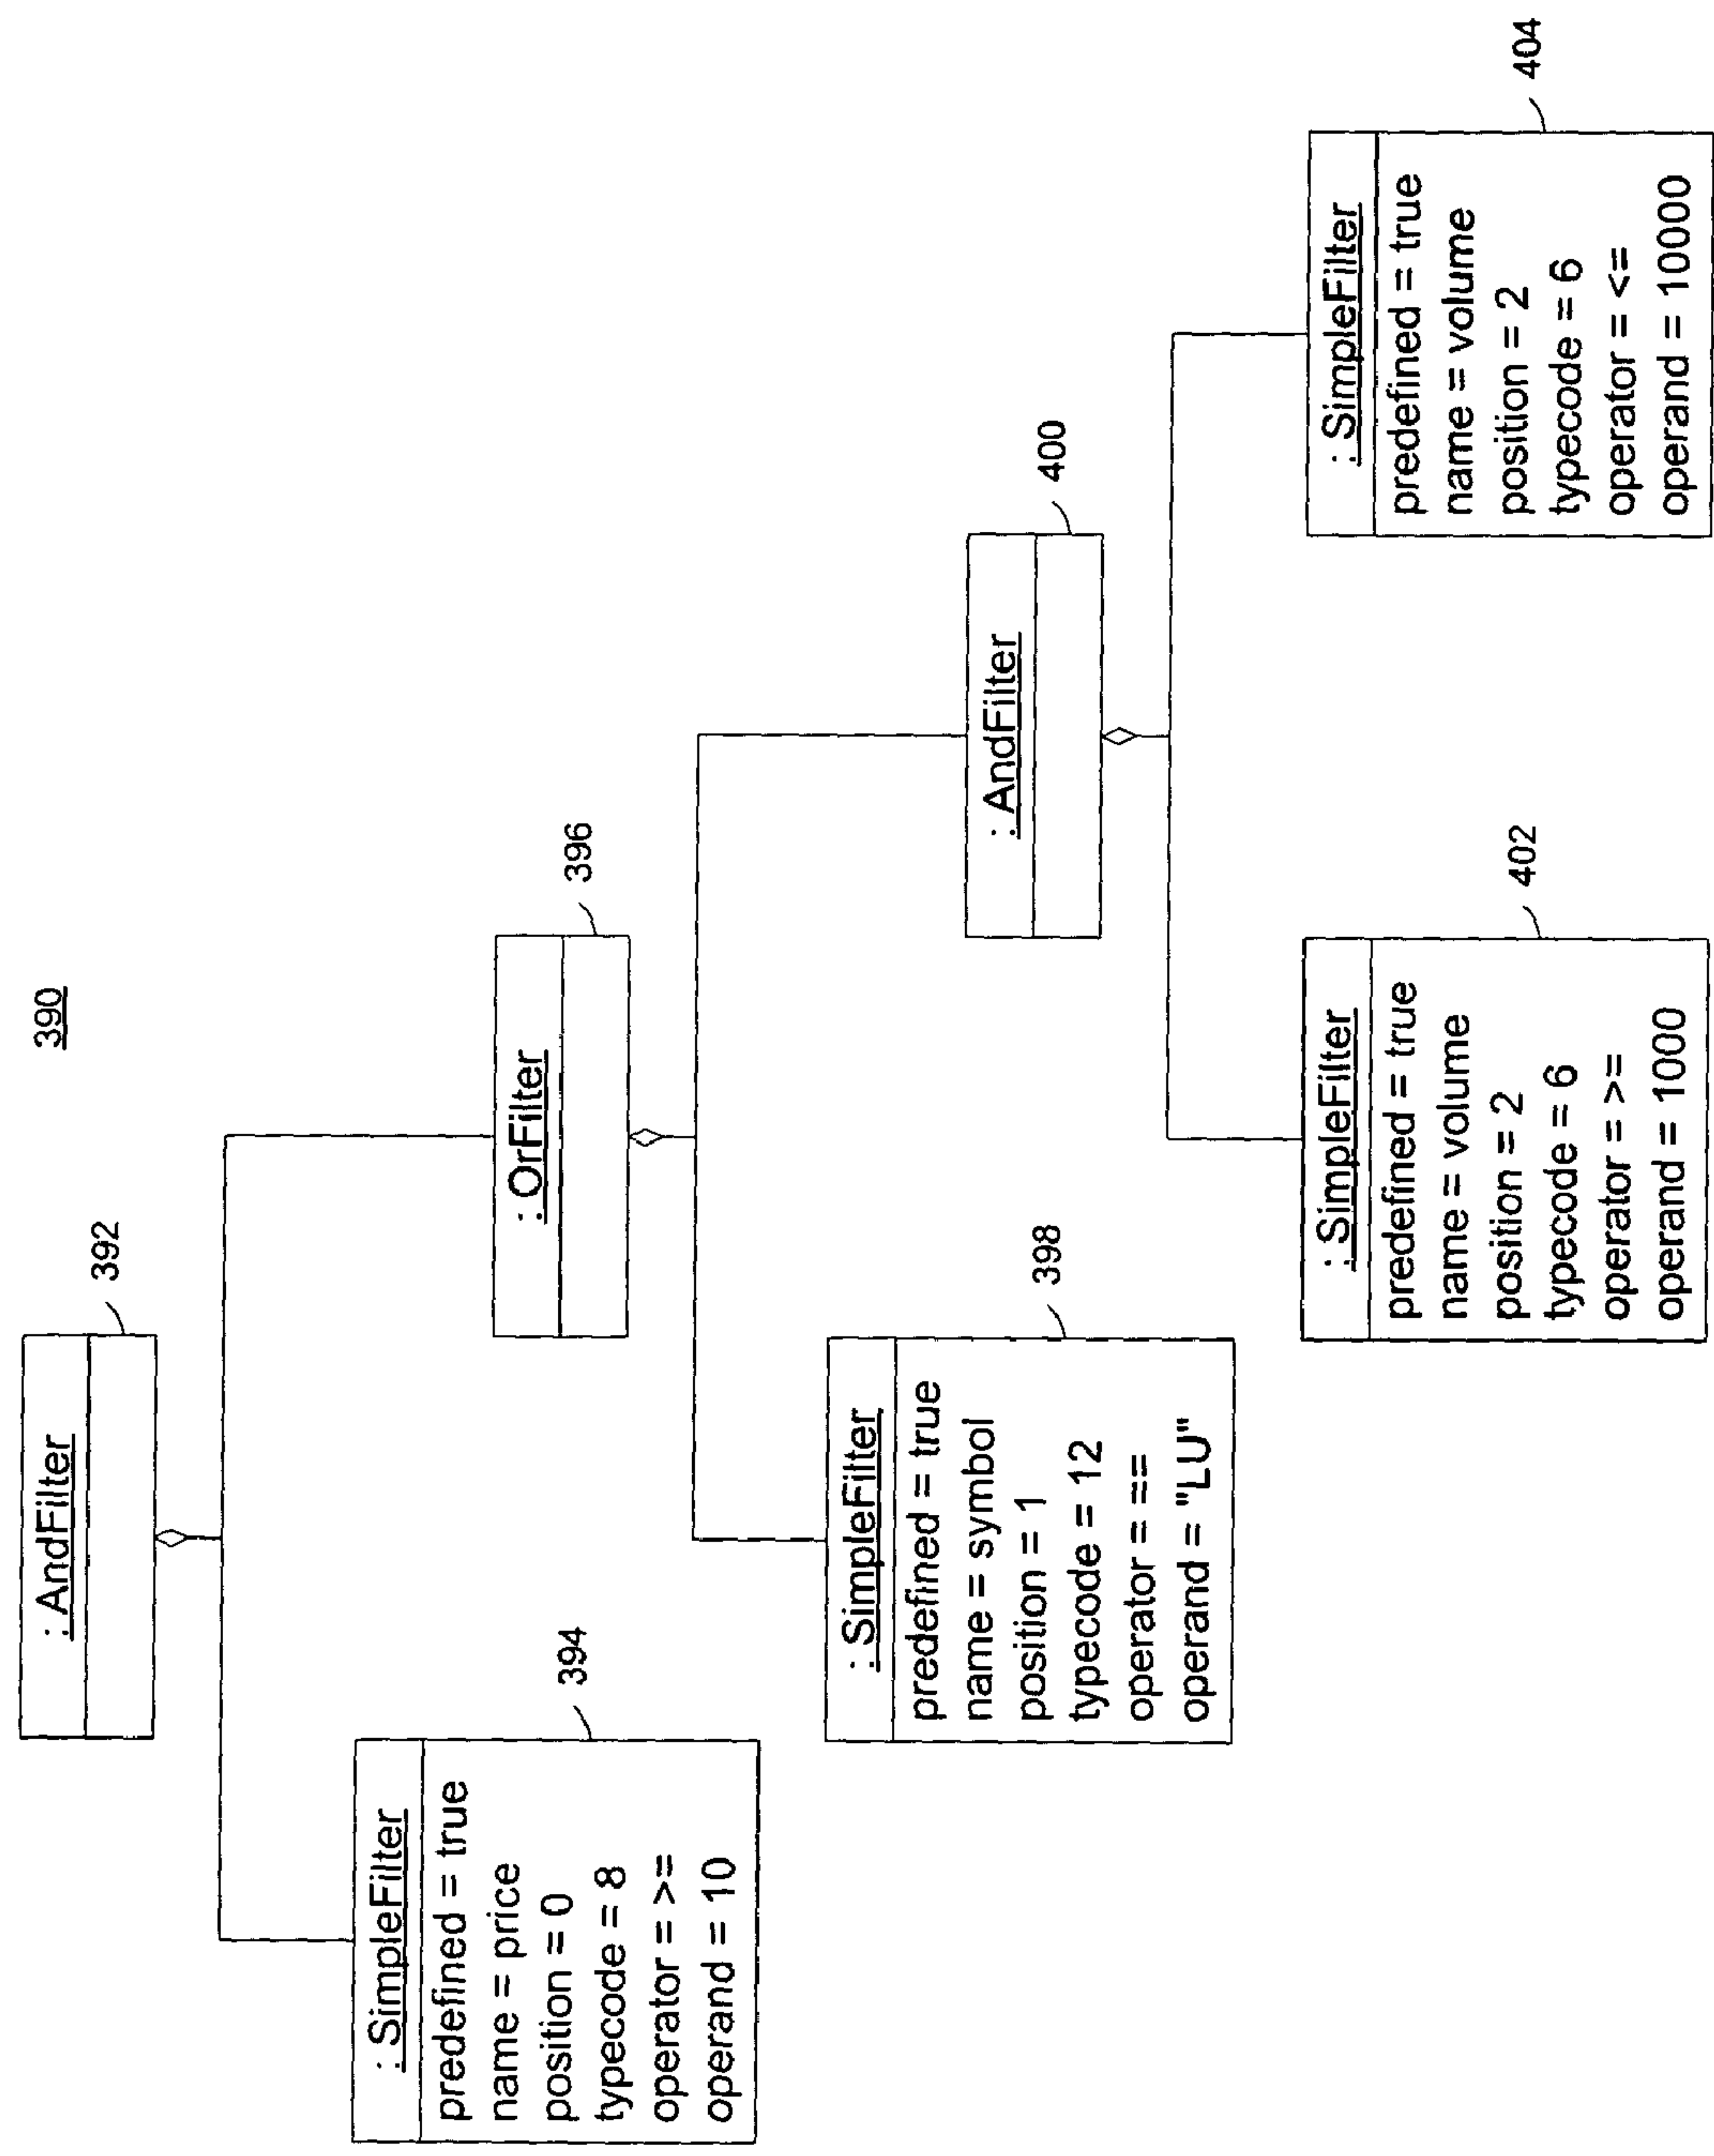 390
: AndFilter
392
: SimpleFilter
predefined = true
name = price
position = 0
typecode = 8
operator = >=
operand = 10
394
: OrFilter
396
: SimpleFilter
predefined = true
name = symbol
position = 1
typecode = 12
operator = ==
operand = "LU"
398
: AndFilter
400
: SimpleFilter
predefined = true
name = volume
position = 2
typecode = 6
operator = >=
operand = 1000
402
: SimpleFilter
predefined = true
name = volume
position = 2
typecode = 6
operator = <=
operand = 10000
404